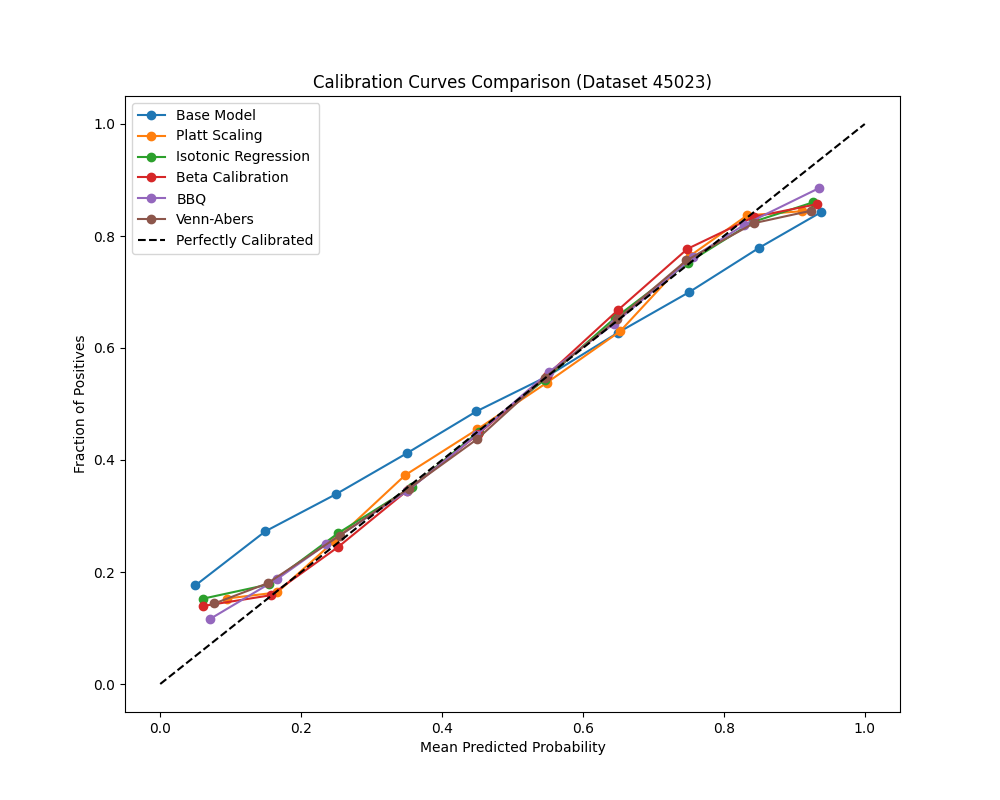 Calibration Curves Comparison (Dataset 45023)
Base Model
Platt Scaling
Isotonic Regression
Beta Calibration
BBQ
Venn-Abers
Perfectly Calibrated
1.0
0.8
0.6
0.4
0.2
0.0
Fraction of Positives
0.0 0.2 0.4 0.6 0.8 1.0
Mean Predicted Probability